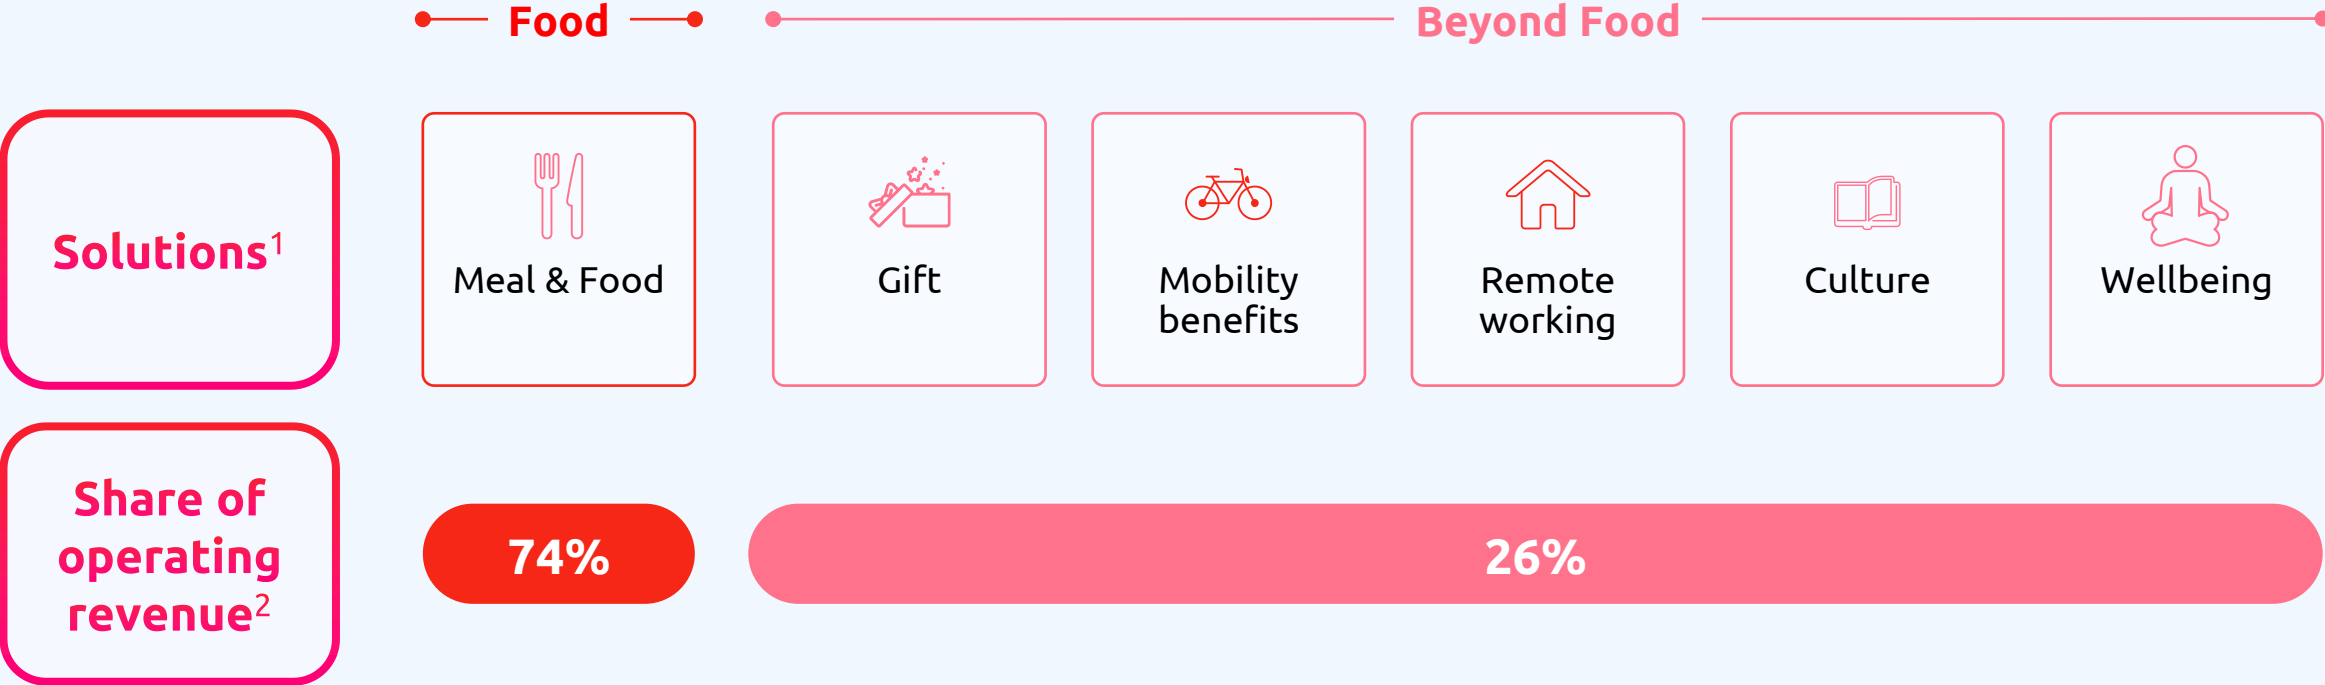 Food
Beyond Food
Solutions¹
Meal & Food
Gift
Mobility
benefits
Remote
working
Culture
Wellbeing
Share of
operating
revenue²
74%
26%